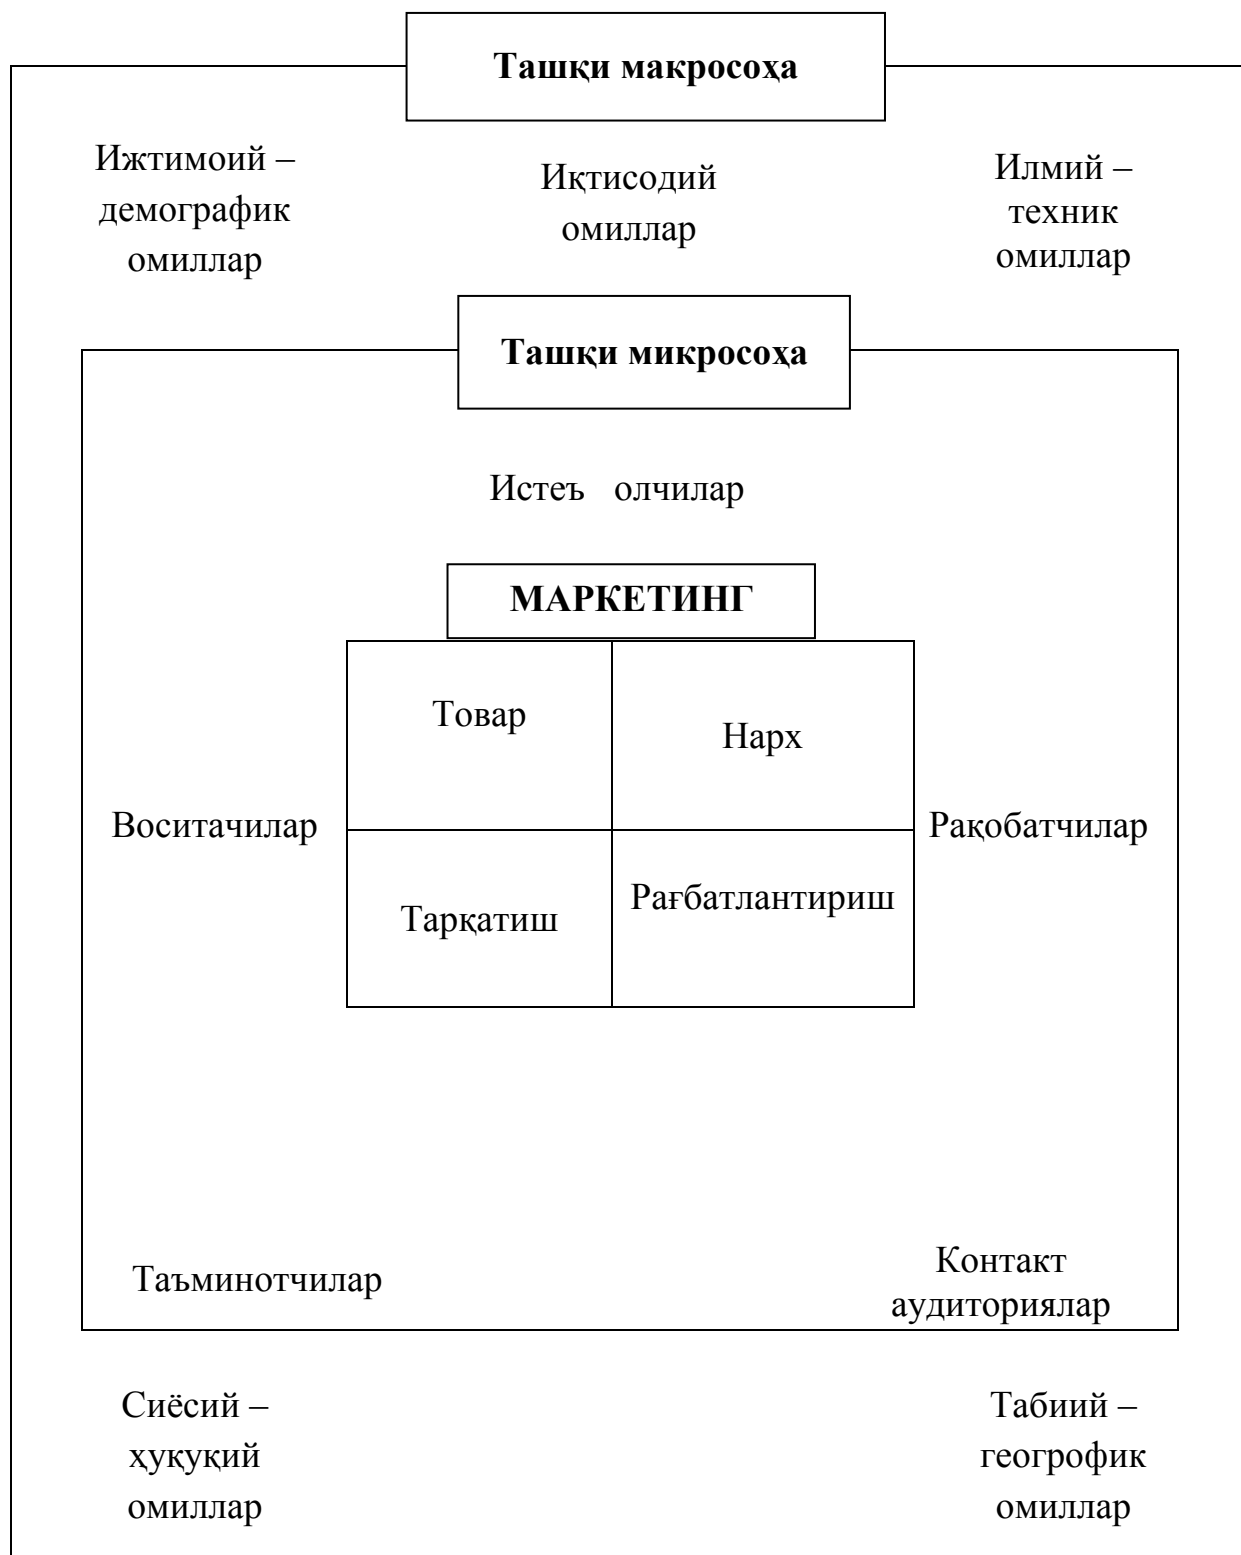 Ташқи макросоҳа
Ижтимоий –
демографик
омиллар
Иқтисодий
омиллар
Илмий –
техник
омиллар
Ташқи микросоҳа
Истеъ олчилар
МАРКЕТИНГ
Товар
Нарх
Воситачилар
Рақобатчилар
Тарқатиш
Рағбатлантириш
Таъминотчилар
Контакт
аудиториялар
Сиёсий –
ҳуқуқий
омиллар
Табиий –
геогрофик
омиллар